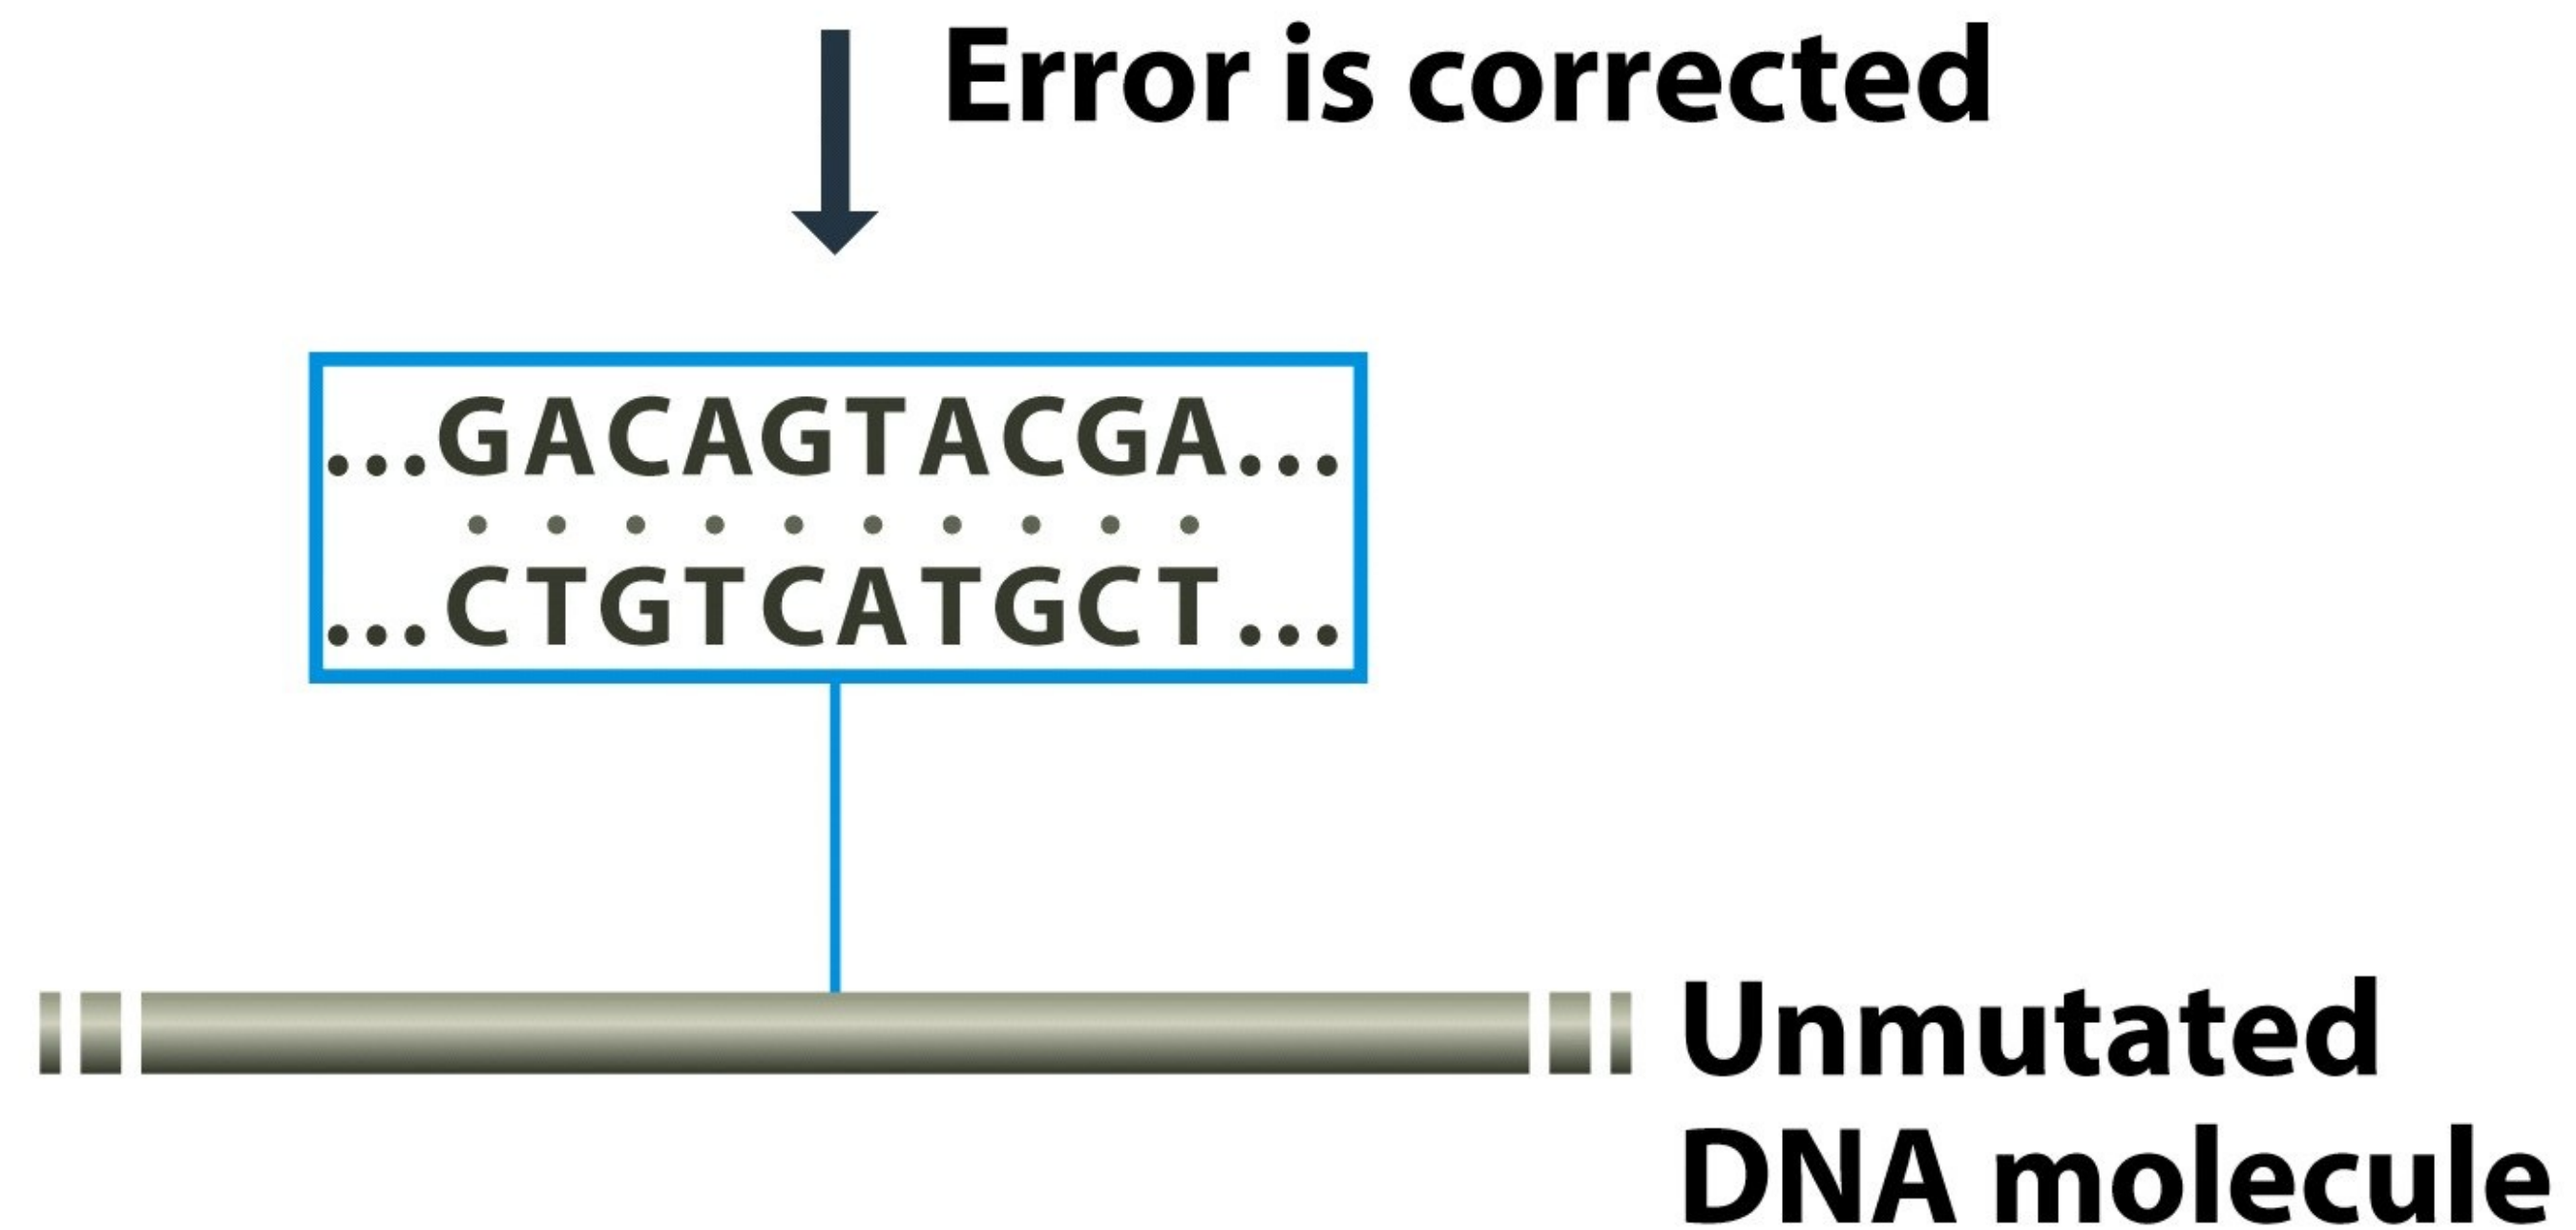 Error is corrected
...GACAGTACGA...
. . . . . . . . . .
...CTGTCATGCT...
Unmutated
DNA molecule